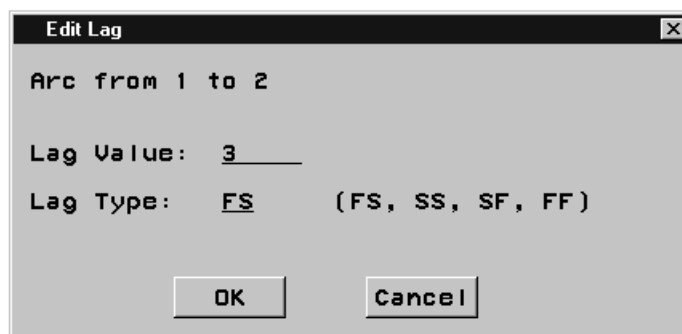 Edit Lag
Arc from 1 to 2
Lag Value: 3
Lag Type: FS (FS, SS, SF, FF)
OK Cancel